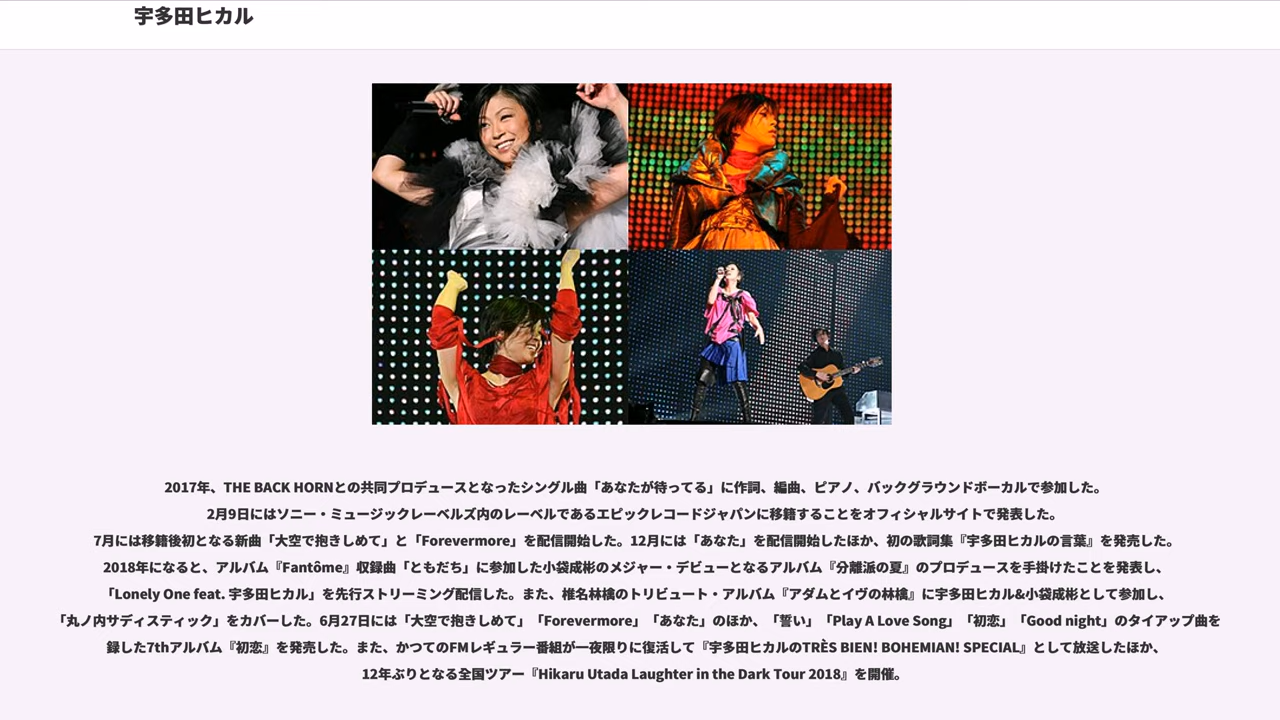 宇多田ヒカル
2017年、THE BACK HORNとの共同プロデュースとなったシングル曲「あなたが待ってる」に作詞、編曲、ピアノ、バックグラウンドボーカルで参加した。
2月9日にはソニー・ミュージックレーベルズ内のレーベルであるエピックレコードジャパンに移籍することをオフィシャルサイトで発表した。
7月には移籍後初となる新曲「大空で抱きしめて」と「Forevermore」を配信開始した。12月には「あなた」を配信開始したほか、初の歌詞集『宇多田ヒカルの言葉』を発売した。
2018年になると、アルバム『Fantôme』収録曲「ともだち」に参加した小袋成彬のメジャー・デビューとなるアルバム『分離派の夏』のプロデュースを手掛けたことを発表し、
「Lonely One feat. 宇多田ヒカル」を先行ストリーミング配信した。また、椎名林檎のトリビュート・アルバム『アダムとイヴの林檎』に宇多田ヒカル&小袋成彬として参加し、
「丸ノ内サディスティック」をカバーした。6月27日には「大空で抱きしめて」「Forevermore」「あなた」のほか、「誓い」「Play A Love Song」「初恋」「Good night」のタイアップ曲を
録した7thアルバム『初恋』を発売した。また、かつてのFMレギュラー番組が一夜限りに復活して『宇多田ヒカルのTRÈS BIEN! BOHEMIAN! SPECIAL』として放送したほか、
12年ぶりとなる全国ツアー『Hikaru Utada Laughter in the Dark Tour 2018』を開催。